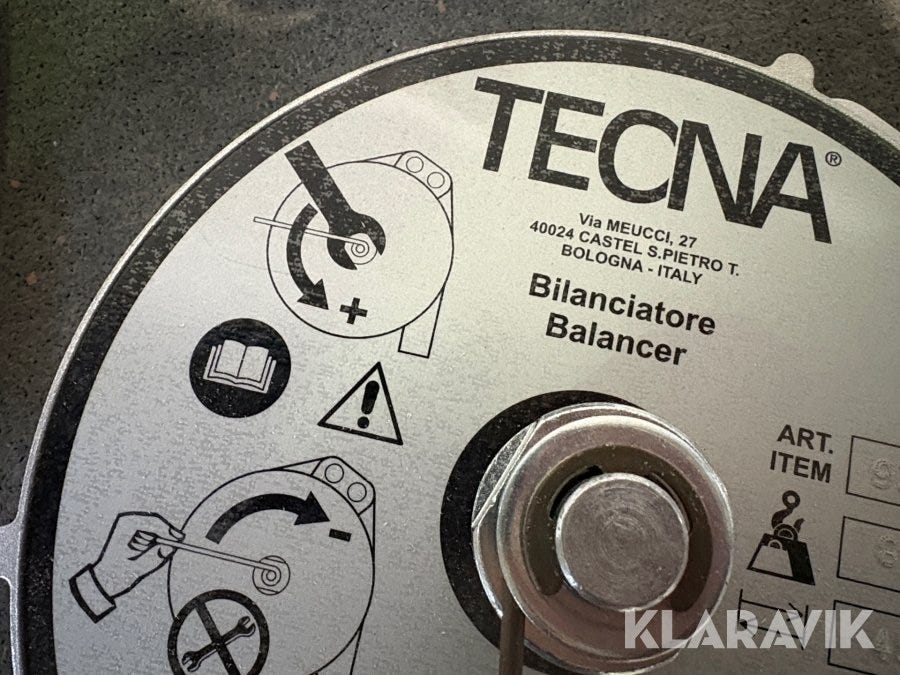 TECNA®
Via MEUCCI, 27
40024 CASTEL S.PIETRO T.
BOLOGNA - ITALY
Bilanciatore
Balancer
+
-
ART.
ITEM
KLARAVIK